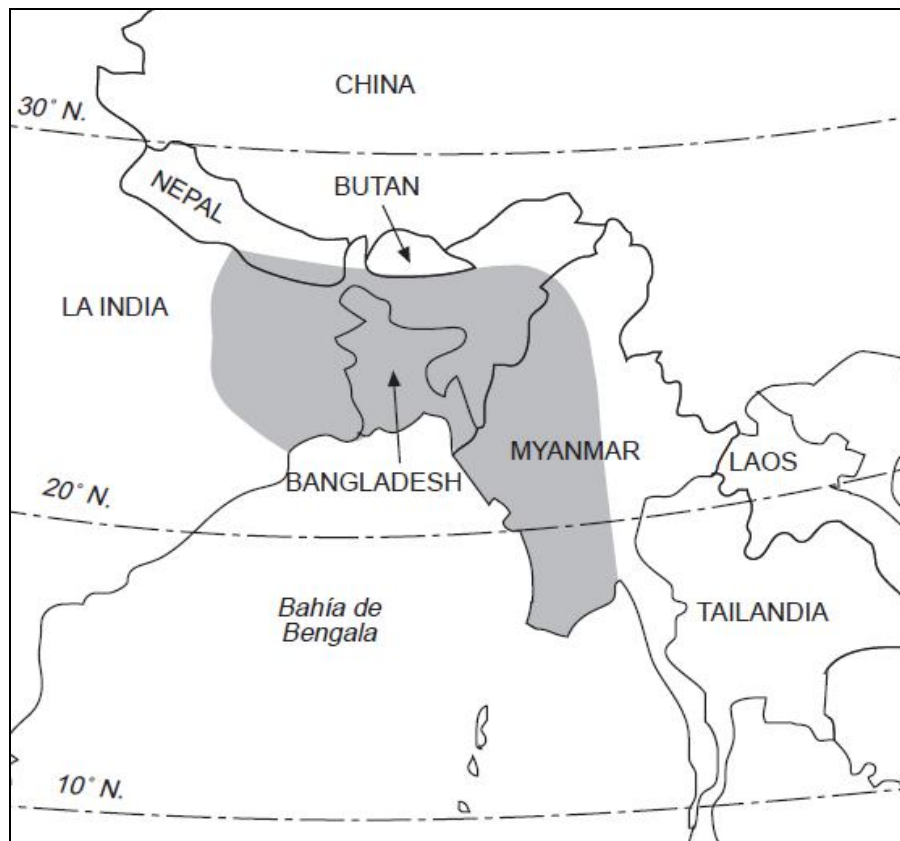 CHINA
30° N.
NEPAL
BUTAN
LA INDIA
MYANMAR
LAOS
BANGLADESH
20° N.
Bahía de
Bengala
TAILANDIA
10° N.